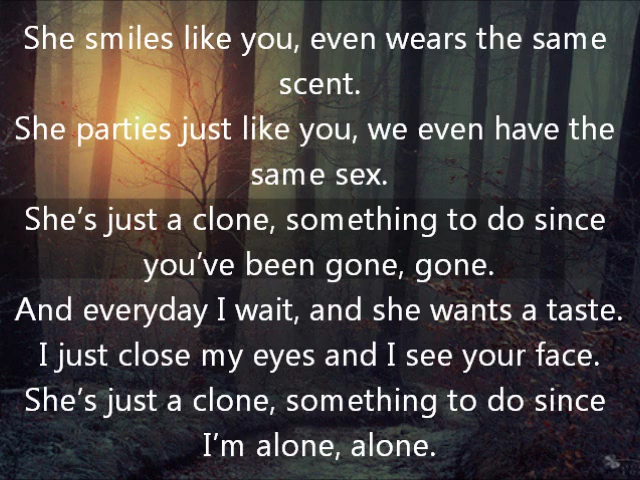 She smiles like you, even wears the same
scent.
She parties just like you, we even have the
same sex.
She’s just a clone, something to do since
you’ve been gone, gone.
And everyday I wait, and she wants a taste.
I just close my eyes and I see your face.
She’s just a clone, something to do since
I’m alone, alone.